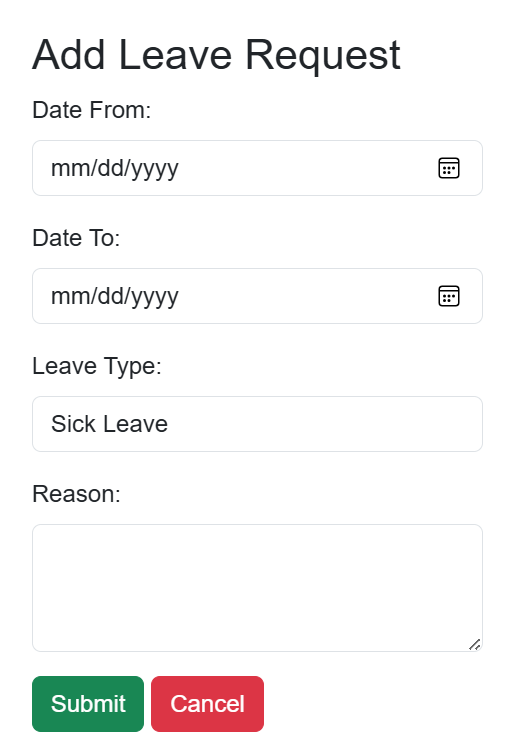 Add Leave Request
Date From:
mm/dd/yyyy
Date To:
mm/dd/yyyy
Leave Type:
Sick Leave
Reason:
Submit Cancel